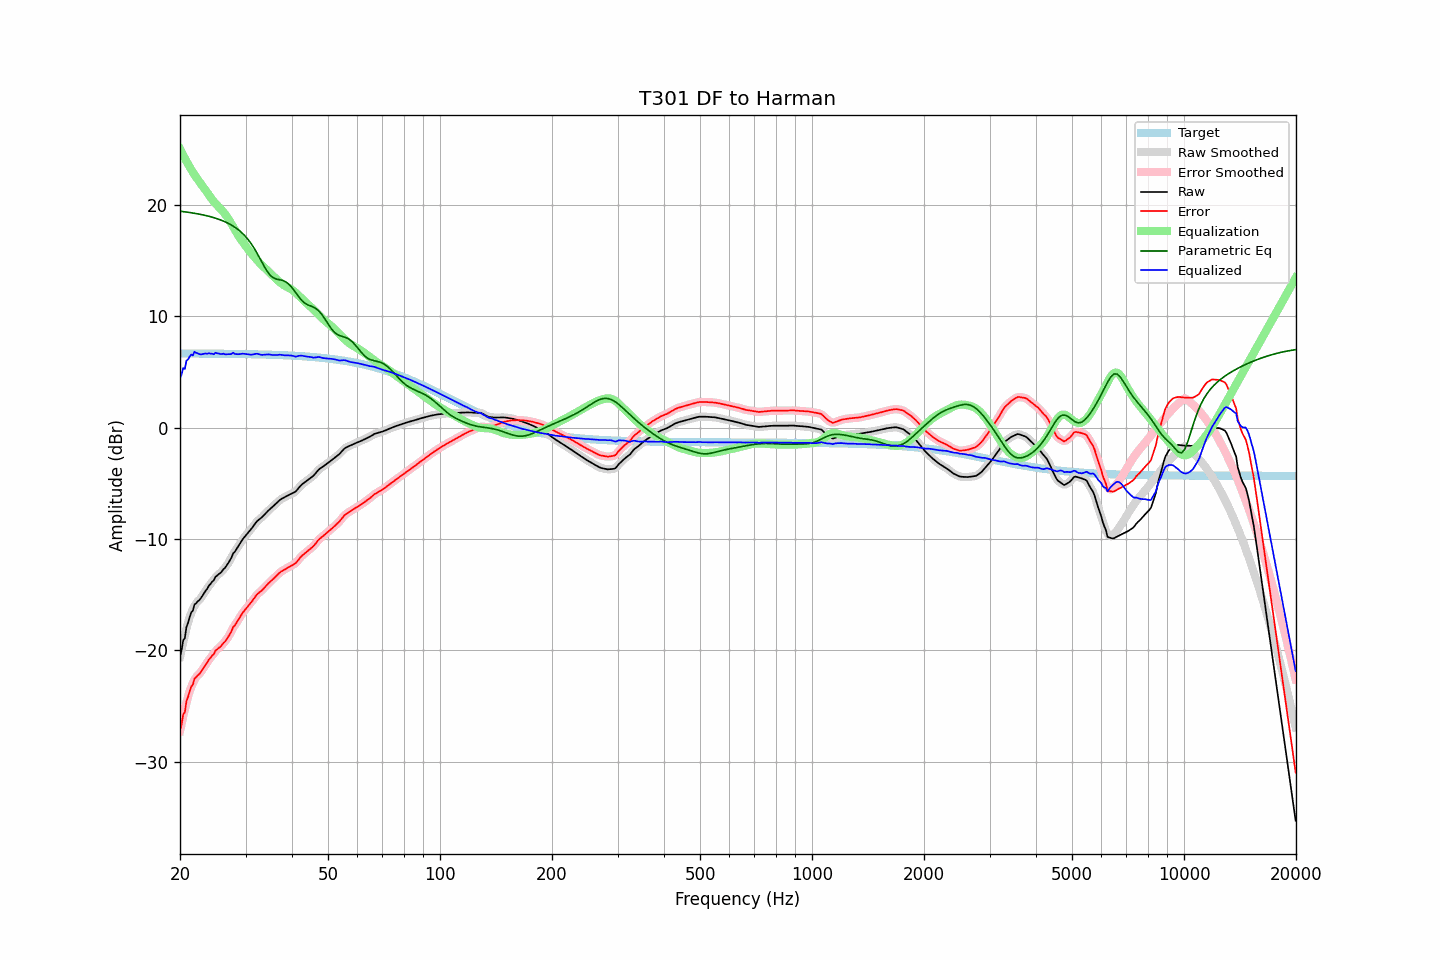 T301 DF to Harman
Target
Raw Smoothed
Error Smoothed
Raw
Error
Equalization
Parametric Eq
Equalized
Amplitude (dBr)
20
10
0
−10
−20
−30
20 50 100 200 500 1000 2000 5000 10000 20000
Frequency (Hz)